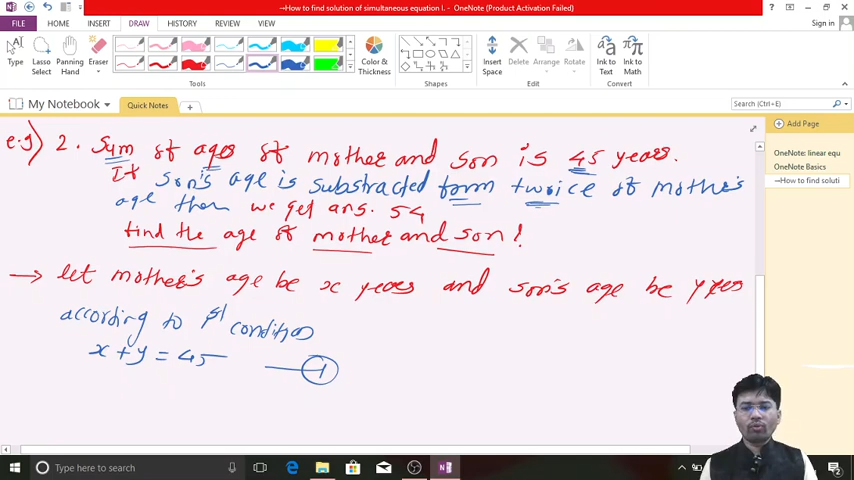 →How to find solution of simultaneous equation I. - OneNote (Product Activation Failed)
FILE HOME INSERT DRAW HISTORY REVIEW VIEW Sign in
Type Lasso Select Panning Hand Eraser Color & Thickness Insert Space Delete Arrange Rotate Ink to Text Ink to Math
Tools Shapes Edit Convert
My Notebook Quick Notes Search (Ctrl+E)
Add Page
OneNote: linear equ
OneNote Basics
→How to find soluti
e.g) 2. Sum of ages of mother and son is 45 years.
If son's age is substracted form twice of mother's
age then we get ans. 54
find the age of mother and son?
→ let mother's age be x years and son's age be y years
according to 1st condition
x + y = 45 — 1
Type here to search